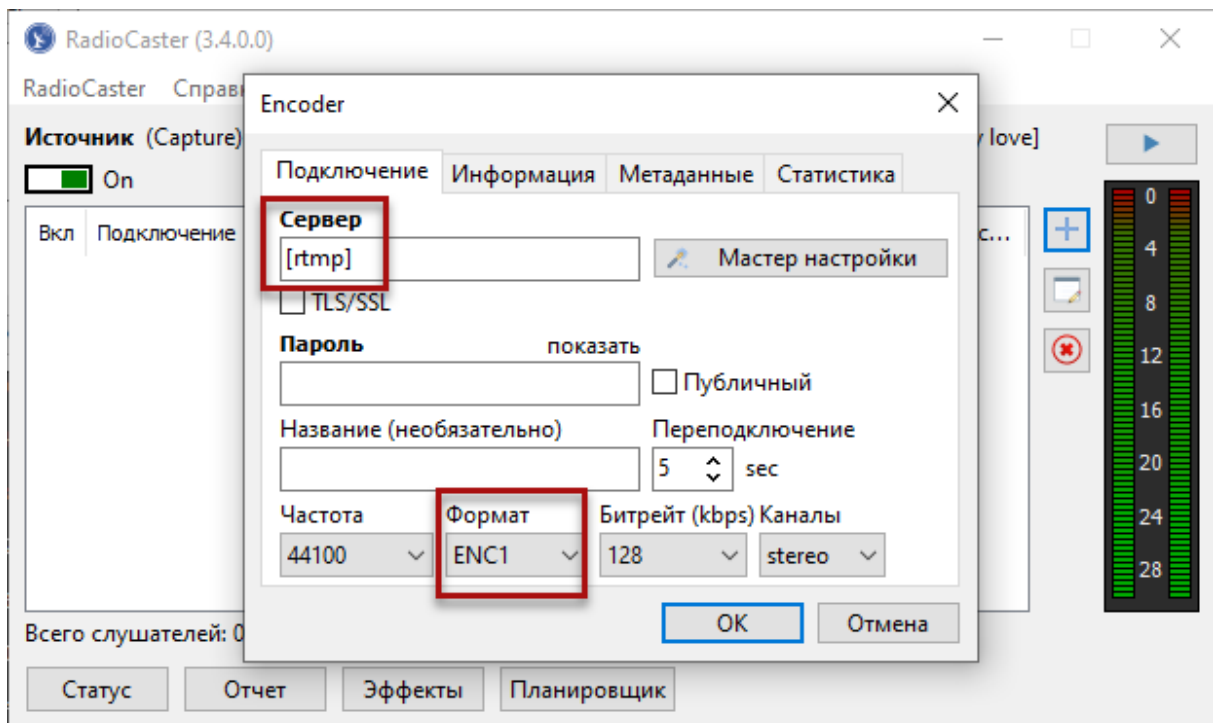 RadioCaster (3.4.0.0)
RadioCaster
Encoder
Источник (Capture)
love]
On
Подключение Информация Метаданные Статистика
Вкл Подключение
с...
Сервер
[rtmp]
Мастер настройки
TLS/SSL
Пароль показать
Публичный
Название (необязательно) Переподключение
5 sec
Частота Формат Битрейт (kbps) Каналы
44100 ENC1 128 stereo
OK Отмена
0
4
8
12
16
20
24
28
Всего слушателей: 0
Статус Отчет Эффекты Планировщик